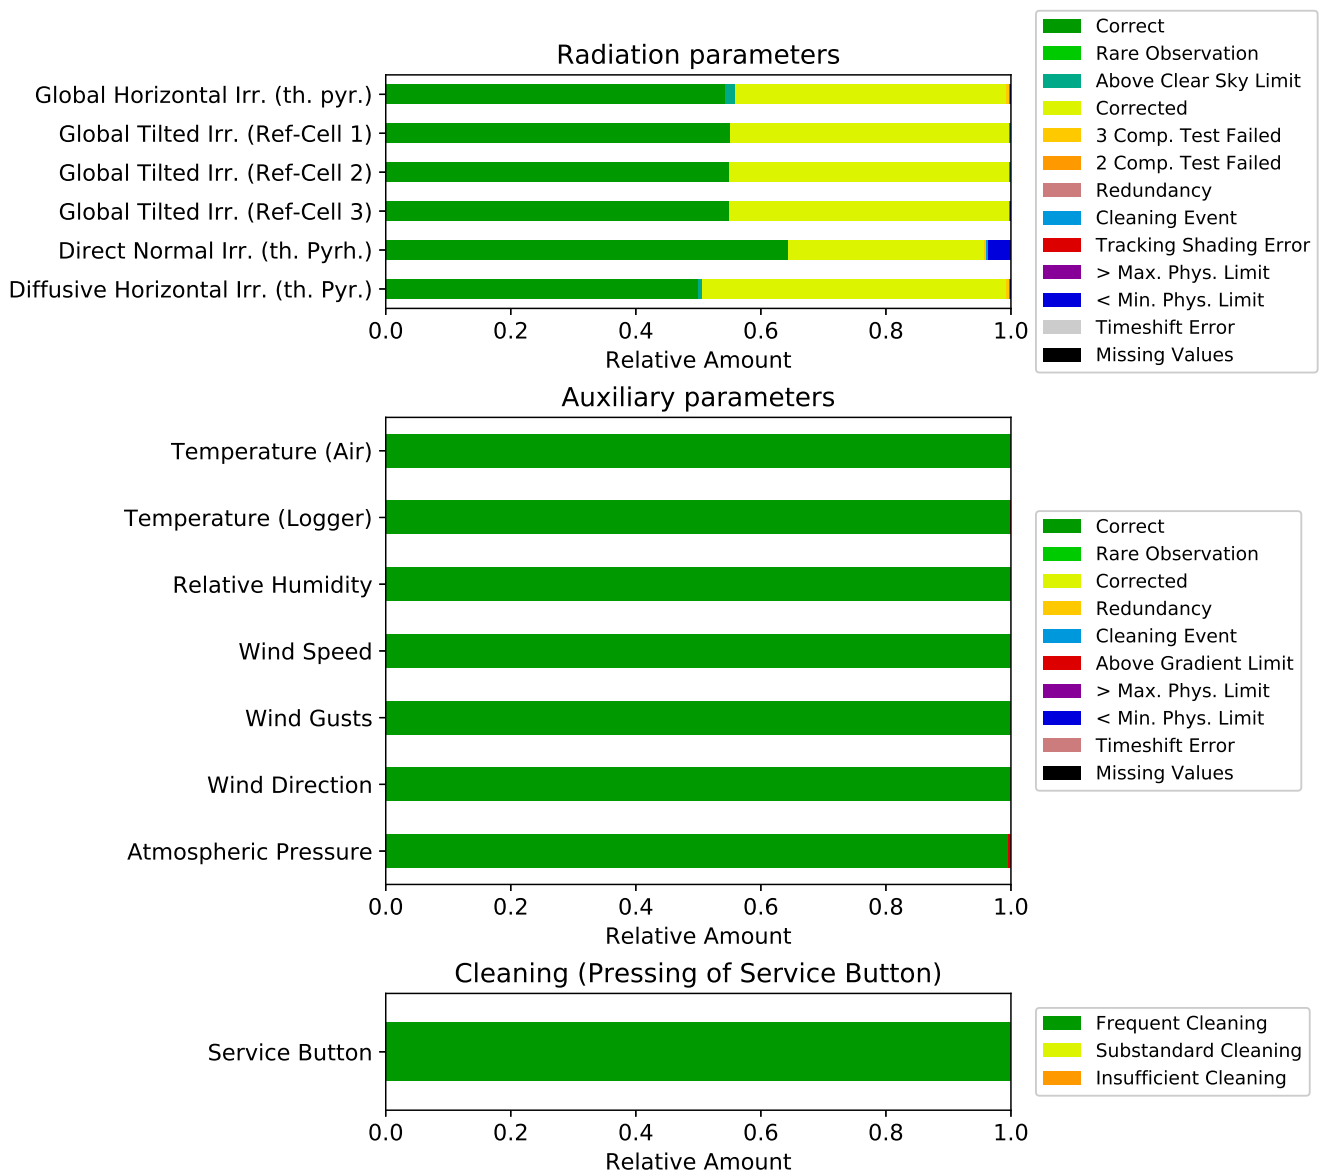 Radiation parameters
Global Horizontal Irr. (th. pyr.)
Global Tilted Irr. (Ref-Cell 1)
Global Tilted Irr. (Ref-Cell 2)
Global Tilted Irr. (Ref-Cell 3)
Direct Normal Irr. (th. Pyrh.)
Diffusive Horizontal Irr. (th. Pyr.)
0.0 0.2 0.4 0.6 0.8 1.0
Relative Amount
Correct
Rare Observation
Above Clear Sky Limit
Corrected
3 Comp. Test Failed
2 Comp. Test Failed
Redundancy
Cleaning Event
Tracking Shading Error
> Max. Phys. Limit
< Min. Phys. Limit
Timeshift Error
Missing Values
Auxiliary parameters
Temperature (Air)
Temperature (Logger)
Relative Humidity
Wind Speed
Wind Gusts
Wind Direction
Atmospheric Pressure
0.0 0.2 0.4 0.6 0.8 1.0
Relative Amount
Correct
Rare Observation
Corrected
Redundancy
Cleaning Event
Above Gradient Limit
> Max. Phys. Limit
< Min. Phys. Limit
Timeshift Error
Missing Values
Cleaning (Pressing of Service Button)
Service Button
0.0 0.2 0.4 0.6 0.8 1.0
Relative Amount
Frequent Cleaning
Substandard Cleaning
Insufficient Cleaning